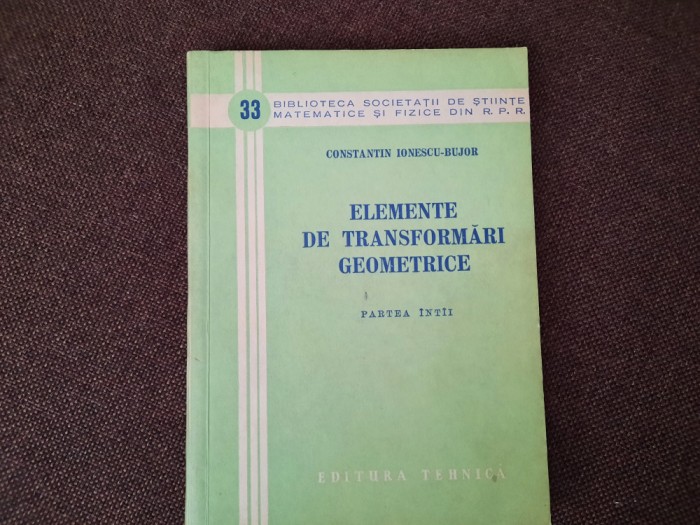 33
BIBLIOTECA SOCIETATII DE ȘTIINȚE
MATEMATICE ȘI FIZICE DIN R. P. R.
CONSTANTIN IONESCU-BUJOR
ELEMENTE
DE TRANSFORMĂRI
GEOMETRICE
PARTEA ÎNTÎI
EDITURA TEHNICĂ